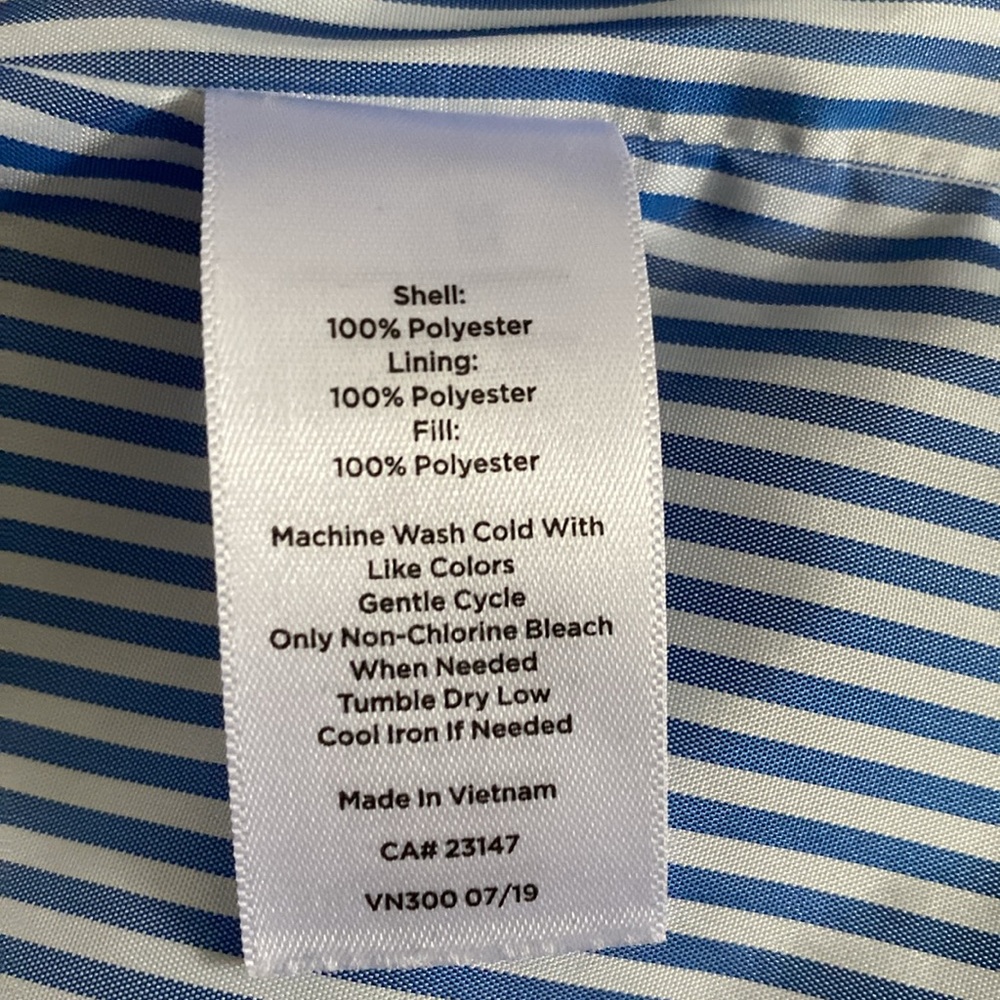 Shell:
100% Polyester
Lining:
100% Polyester
Fill:
100% Polyester
Machine Wash Cold With
Like Colors
Gentle Cycle
Only Non-Chlorine Bleach
When Needed
Tumble Dry Low
Cool Iron If Needed
Made In Vietnam
CA# 23147
VN300 07/19